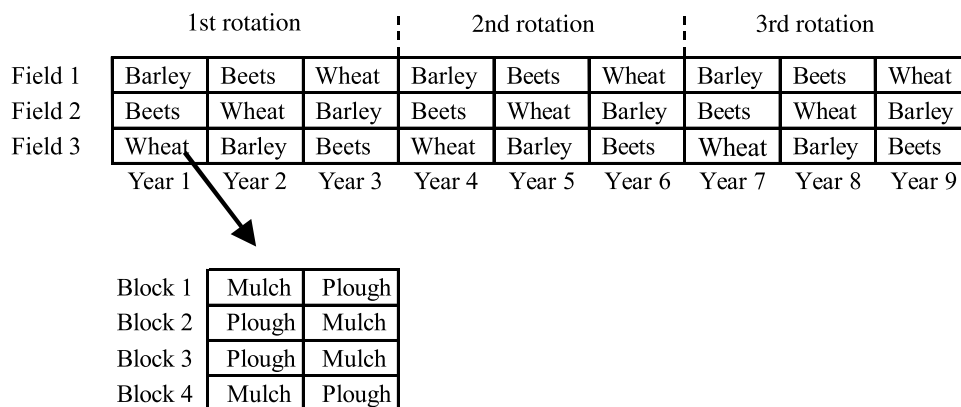 1st rotation 2nd rotation 3rd rotation
Field 1 Barley Beets Wheat Barley Beets Wheat Barley Beets Wheat
Field 2 Beets Wheat Barley Beets Wheat Barley Beets Wheat Barley
Field 3 Wheat Barley Beets Wheat Barley Beets Wheat Barley Beets
Year 1 Year 2 Year 3 Year 4 Year 5 Year 6 Year 7 Year 8 Year 9
Block 1 Mulch Plough
Block 2 Plough Mulch
Block 3 Plough Mulch
Block 4 Mulch Plough